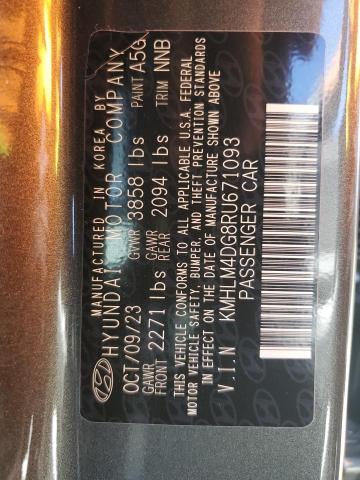 MANUFACTURED IN KOREA BY
HYUNDAI MOTOR COMPANY
OCT/09/23 GVWR 3858 lbs PAINT A5G
GAWR FRONT 2271 lbs GAWR REAR 2094 lbs TRIM NNB
THIS VEHICLE CONFORMS TO ALL APPLICABLE U.S.A. FEDERAL
MOTOR VEHICLE SAFETY, BUMPER, AND THEFT PREVENTION STANDARDS
IN EFFECT ON THE DATE OF MANUFACTURE SHOWN ABOVE
V.I.N KMHLM4DG8RU671093
PASSENGER CAR